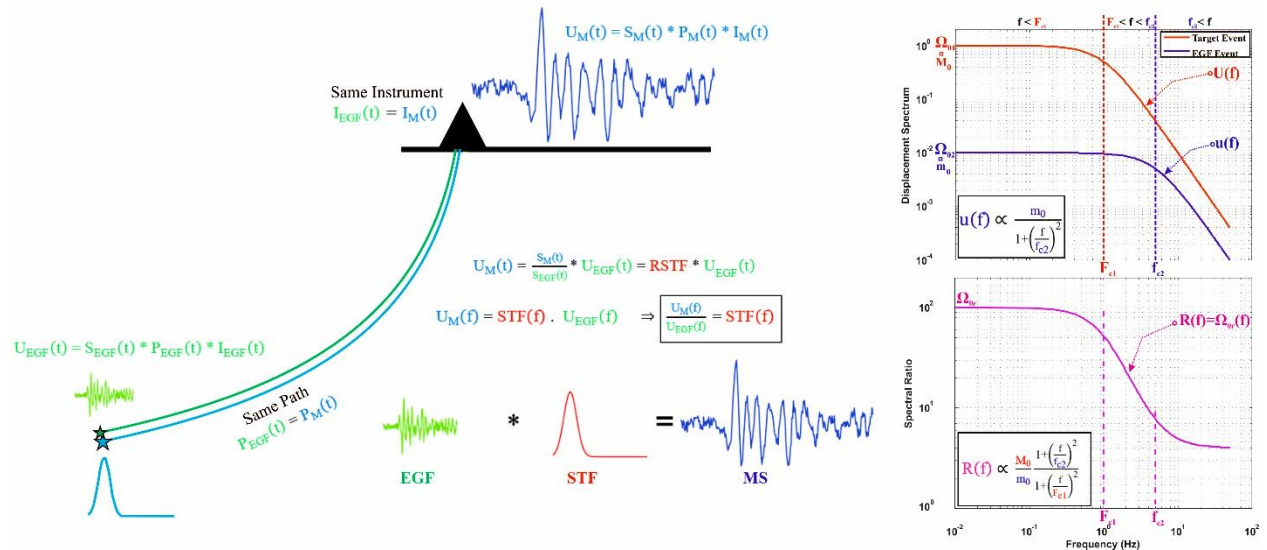 U_M(t) = S_M(t) * P_M(t) * I_M(t)
Same Instrument
I_EGF(t) = I_M(t)
U_M(t) = S_M(t)/S_EGF(t) * U_EGF(t) = RSTF * U_EGF(t)
U_M(f) = STF(f) . U_EGF(f) ⇒ U_M(f)/U_EGF(f) = STF(f)
U_EGF(t) = S_EGF(t) * P_EGF(t) * I_EGF(t)
Same Path
P_EGF(t) = P_M(t)
* =
EGF STF MS
f < F_c1 F_c1 < f < f_c2 f_c2 < f
Target Event
EGF Event
Displacement Spectrum
10^0
10^-1
10^-2
10^-3
10^-4
Ω_01
α
M_0
Ω_02
α
m_0
U(f)
u(f)
u(f) ∝ m_0 / 1+(f/f_c2)^2
F_c1 f_c2
Spectral Ratio
10^2
10^1
10^0
Ω_0r
R(f)=Ω_0r(f)
R(f) ∝ M_0/m_0 1+(f/f_c2)^2 / 1+(f/F_c1)^2
F_c1 f_c2
10^-2 10^-1 10^0 10^1 10^2
Frequency (Hz)